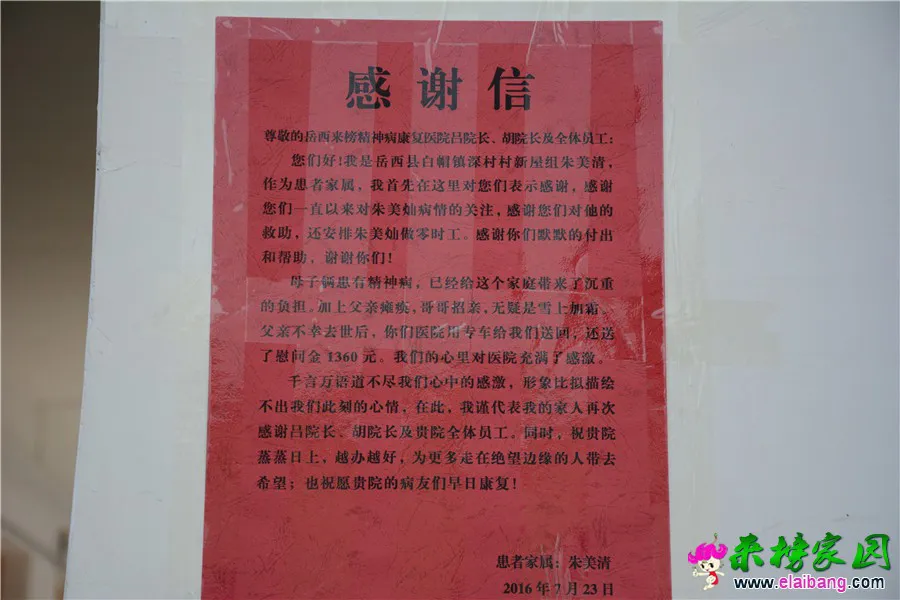 感谢信
尊敬的岳西来榜精神病康复医院吕院长、胡院长及全体员工：
您们好！我是岳西县白帽镇深村村新屋组朱美清，
作为患者家属，我首先在这里对您们表示感谢，感谢
您们一直以来对朱美灿病情的关注，感谢您们对他的
救助，还安排朱美灿做零时工。感谢你们默默的付出
和帮助，谢谢你们！
母子俩患有精神病，已经给这个家庭带来了沉重
的负担。加上父亲瘫痪，哥哥招亲，无疑是雪上加霜。
父亲不幸去世后，你们医院用专车给我们送回，还送
了慰问金1360元。我们的心里对医院充满了感激。
千言万语道不尽我们心中的感激，形象比拟描绘
不出我们此刻的心情，在此，我谨代表我的家人再次
感谢吕院长、胡院长及贵院全体员工。同时，祝贵院
蒸蒸日上，越办越好，为更多走在绝望边缘的人带去
希望；也祝愿贵院的病友们早日康复！
患者家属：朱美清
2016年7月23日
来榜家园
www.elaibang.com